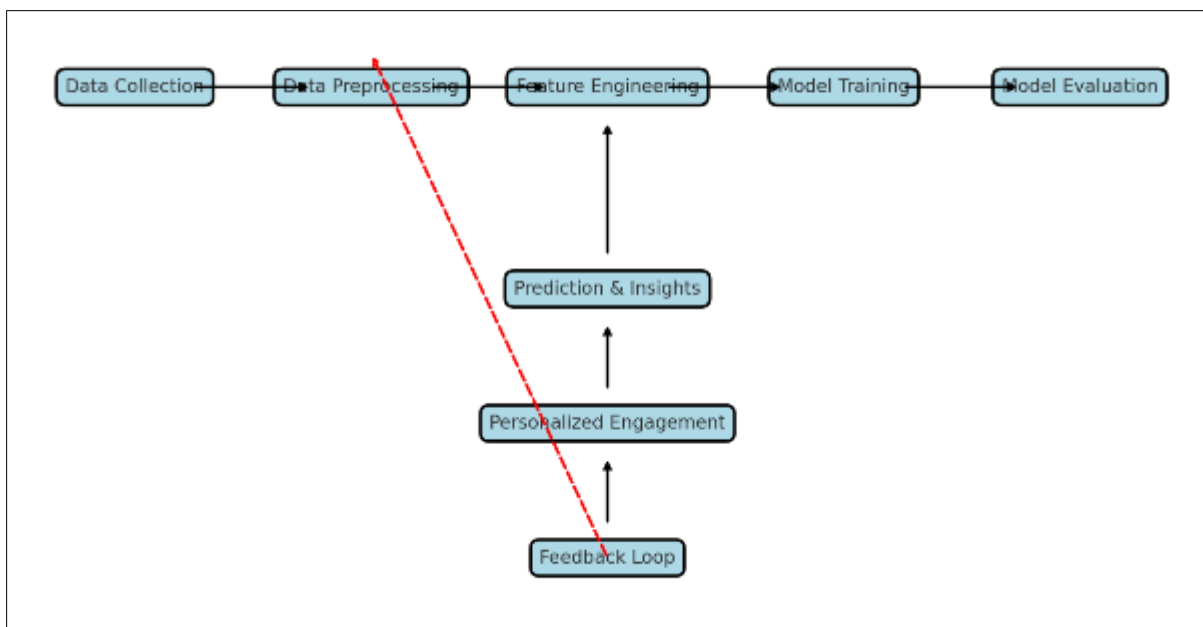 Data Collection
Data Preprocessing
Feature Engineering
Model Training
Model Evaluation
Prediction & Insights
Personalized Engagement
Feedback Loop